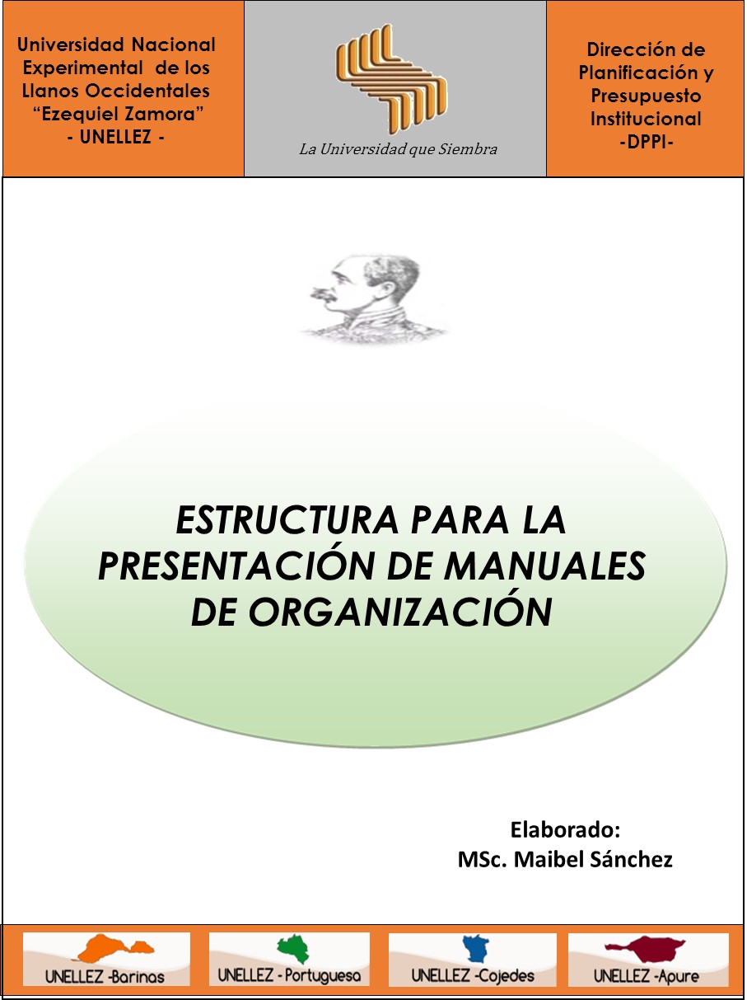 Universidad Nacional
Experimental de los
Llanos Occidentales
“Ezequiel Zamora”
- UNELLEZ -
La Universidad que Siembra
Dirección de
Planificación y
Presupuesto
Institucional
-DPPI-
ESTRUCTURA PARA LA
PRESENTACIÓN DE MANUALES
DE ORGANIZACIÓN
Elaborado:
MSc. Maibel Sánchez
UNELLEZ -Barinas
UNELLEZ - Portuguesa
UNELLEZ -Cojedes
UNELLEZ -Apure